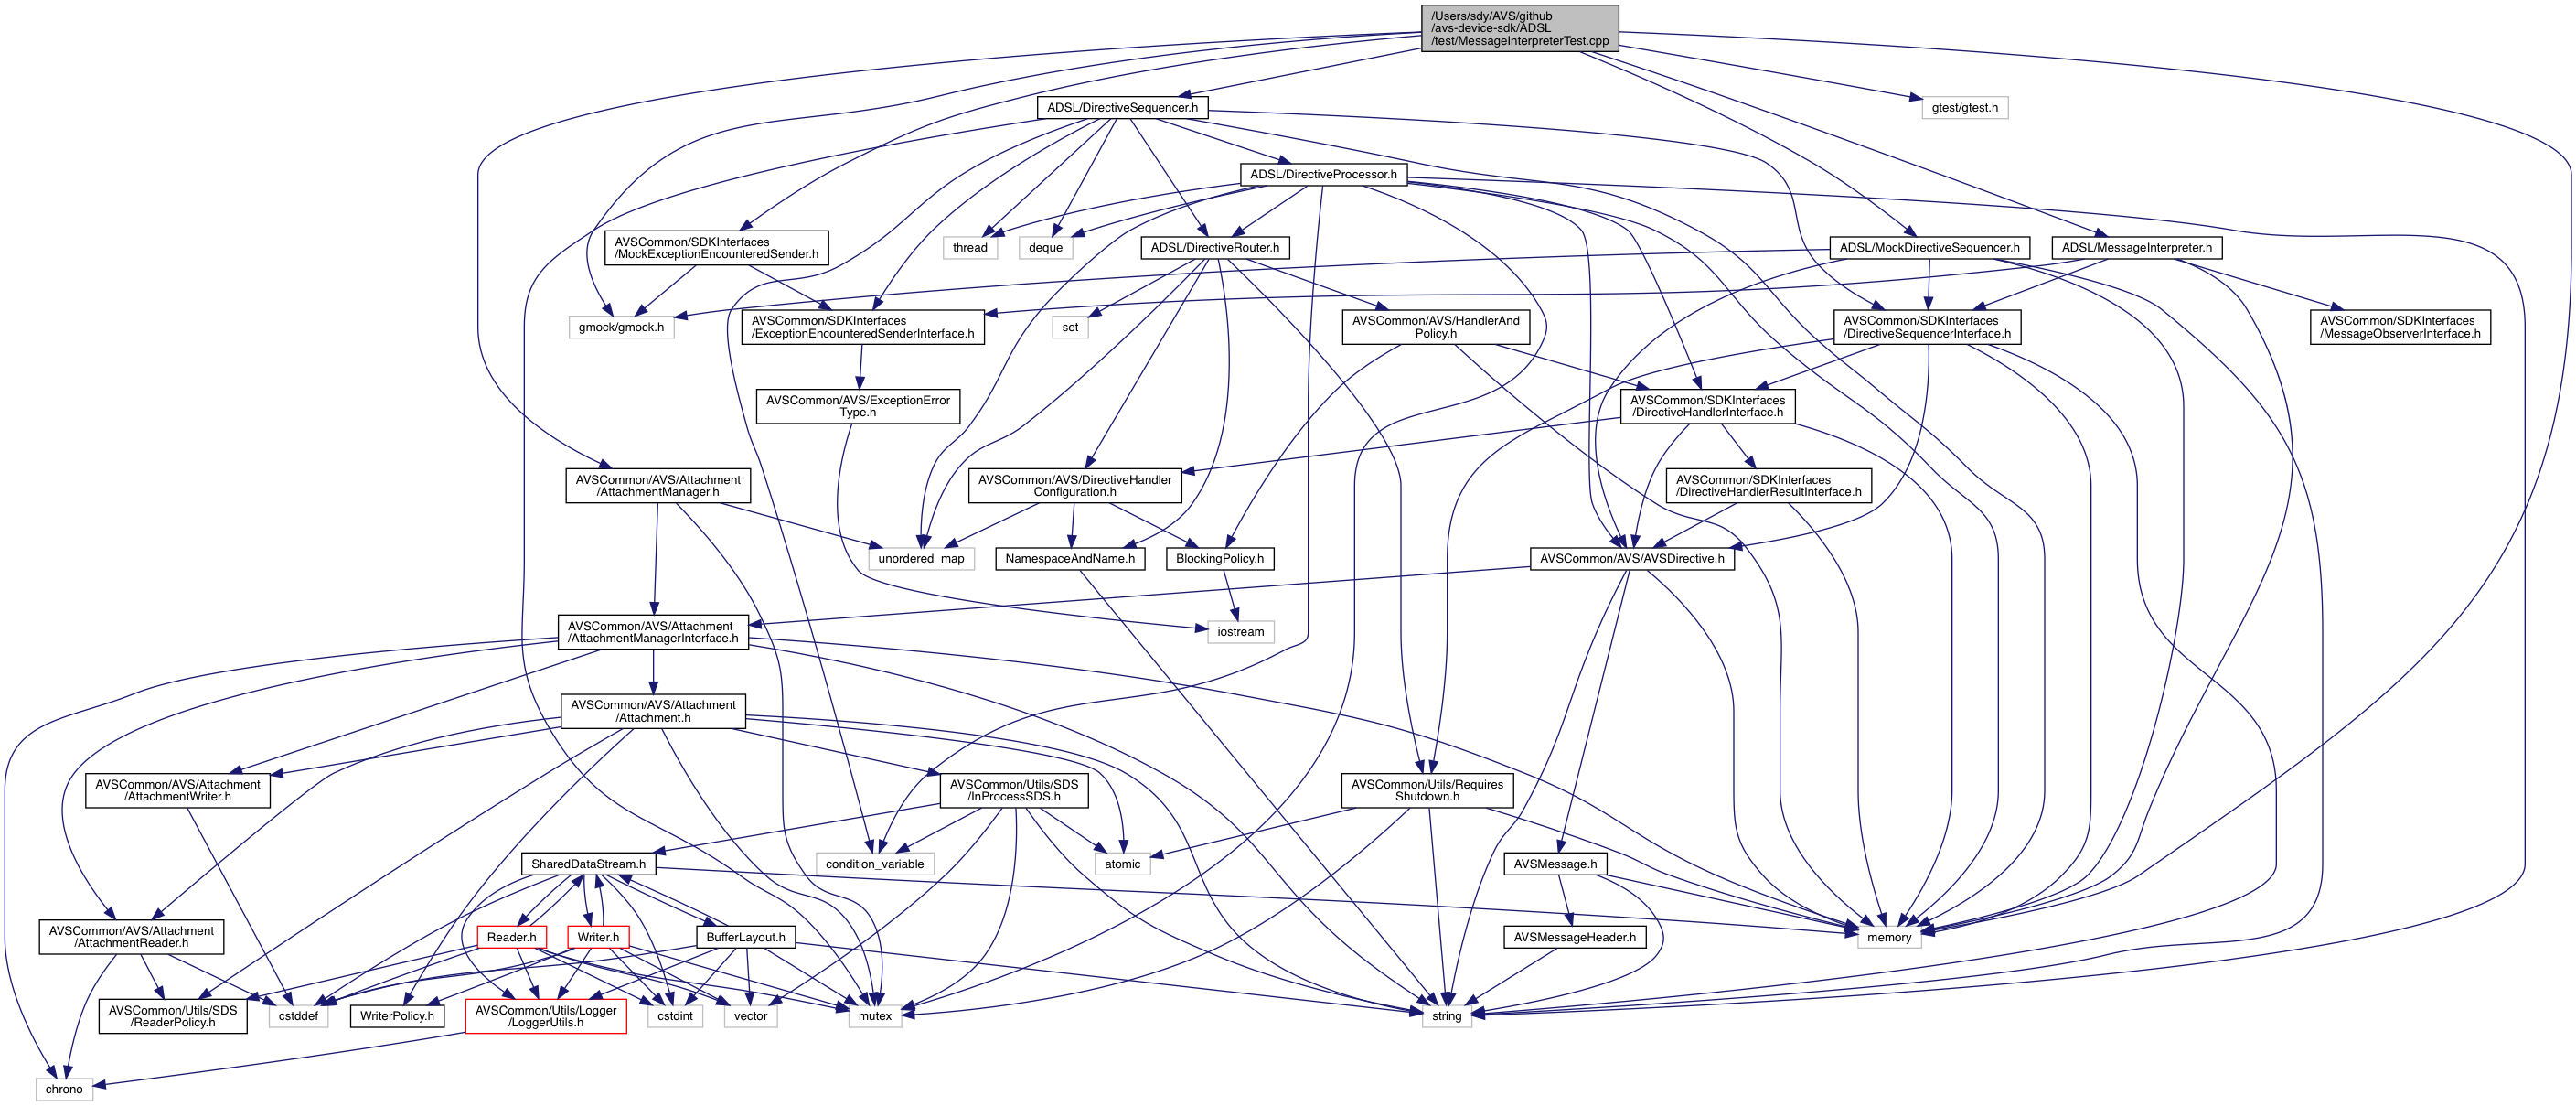 /Users/sdy/AVS/github
/avs-device-sdk/ADSL
/test/MessageInterpreterTest.cpp
ADSL/DirectiveSequencer.h
gtest/gtest.h
ADSL/DirectiveProcessor.h
AVSCommon/SDKInterfaces
/MockExceptionEncounteredSender.h
thread
deque
ADSL/DirectiveRouter.h
ADSL/MockDirectiveSequencer.h
ADSL/MessageInterpreter.h
gmock/gmock.h
AVSCommon/SDKInterfaces
/ExceptionEncounteredSenderInterface.h
set
AVSCommon/AVS/HandlerAnd
Policy.h
AVSCommon/SDKInterfaces
/DirectiveSequencerInterface.h
AVSCommon/SDKInterfaces
/MessageObserverInterface.h
AVSCommon/AVS/ExceptionError
Type.h
AVSCommon/SDKInterfaces
/DirectiveHandlerInterface.h
AVSCommon/AVS/Attachment
/AttachmentManager.h
AVSCommon/AVS/DirectiveHandler
Configuration.h
AVSCommon/SDKInterfaces
/DirectiveHandlerResultInterface.h
unordered_map
NamespaceAndName.h
BlockingPolicy.h
AVSCommon/AVS/AVSDirective.h
AVSCommon/AVS/Attachment
/AttachmentManagerInterface.h
iostream
AVSCommon/AVS/Attachment
/Attachment.h
AVSCommon/AVS/Attachment
/AttachmentWriter.h
AVSCommon/Utils/SDS
/InProcessSDS.h
AVSCommon/Utils/Requires
Shutdown.h
SharedDataStream.h
condition_variable
atomic
AVSMessage.h
AVSCommon/AVS/Attachment
/AttachmentReader.h
Reader.h
Writer.h
BufferLayout.h
AVSMessageHeader.h
memory
AVSCommon/Utils/SDS
/ReaderPolicy.h
cstddef
WriterPolicy.h
AVSCommon/Utils/Logger
/LoggerUtils.h
cstdint
vector
mutex
string
chrono